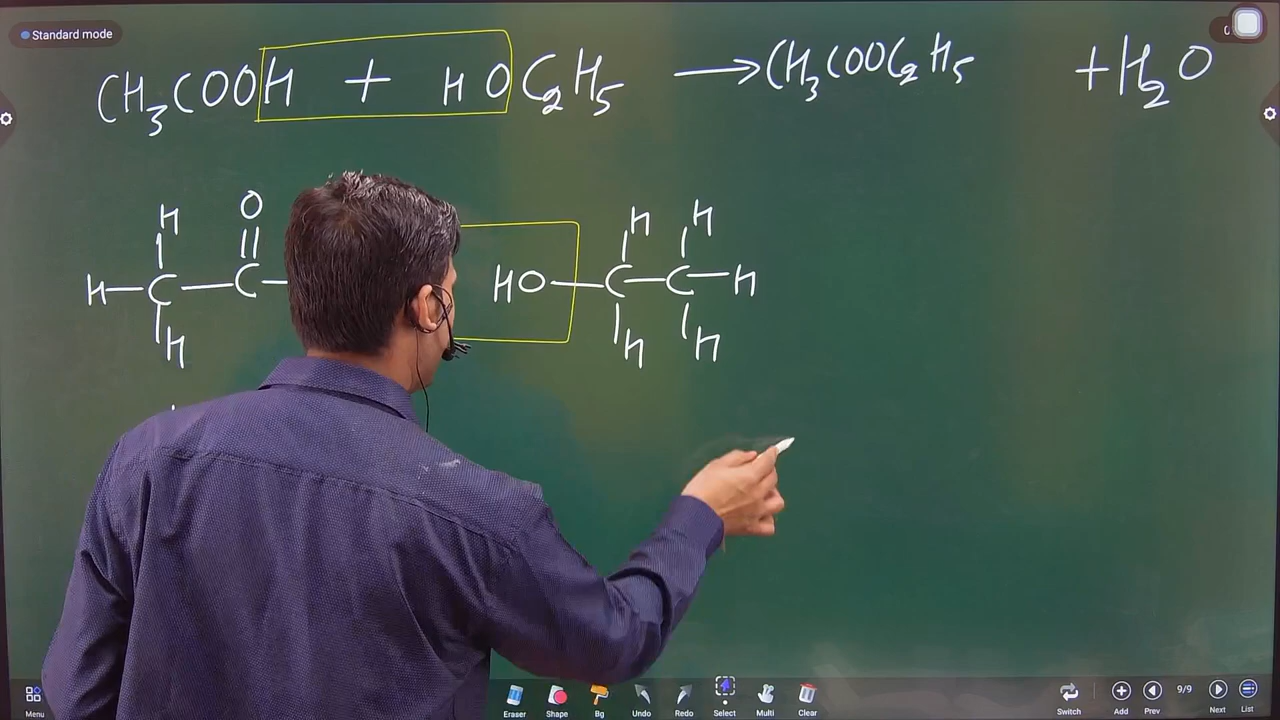 Standard mode
CH3COOH + HOC2H5 → CH3COOC2H5 + H2O
H O H H
H—C—C— HO—C—C—H
H H H
Menu Eraser Shape Bg Undo Redo Select Multi Clear Switch Add Prev 9/9 Next List